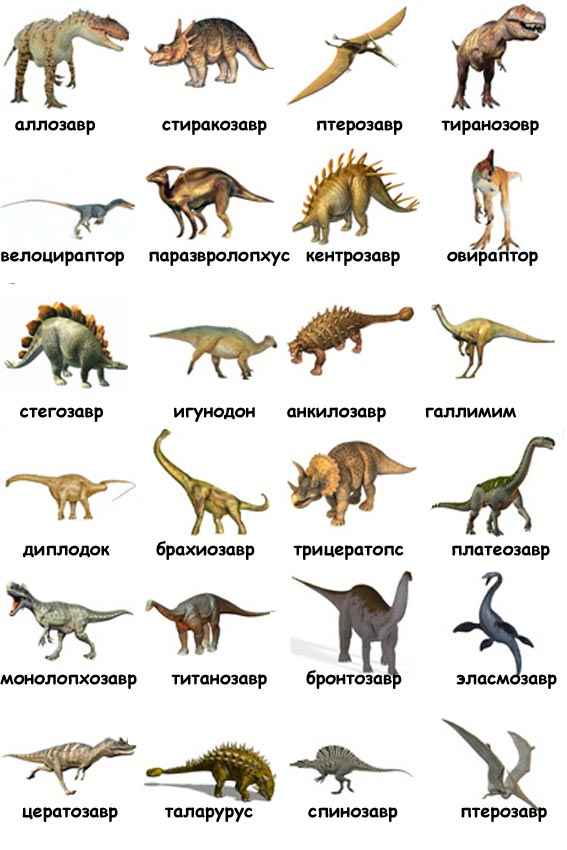 аллозавр стиракозавр птерозавр тиранозовр
велоцираптор паразвролопхус кентрозавр овираптор
стегозавр игунодон анкилозавр галлимим
диплодок брахиозавр трицератопс платеозавр
монолопхозавр титанозавр бронтозавр эласмозавр
цератозавр таларурус спинозавр птерозавр